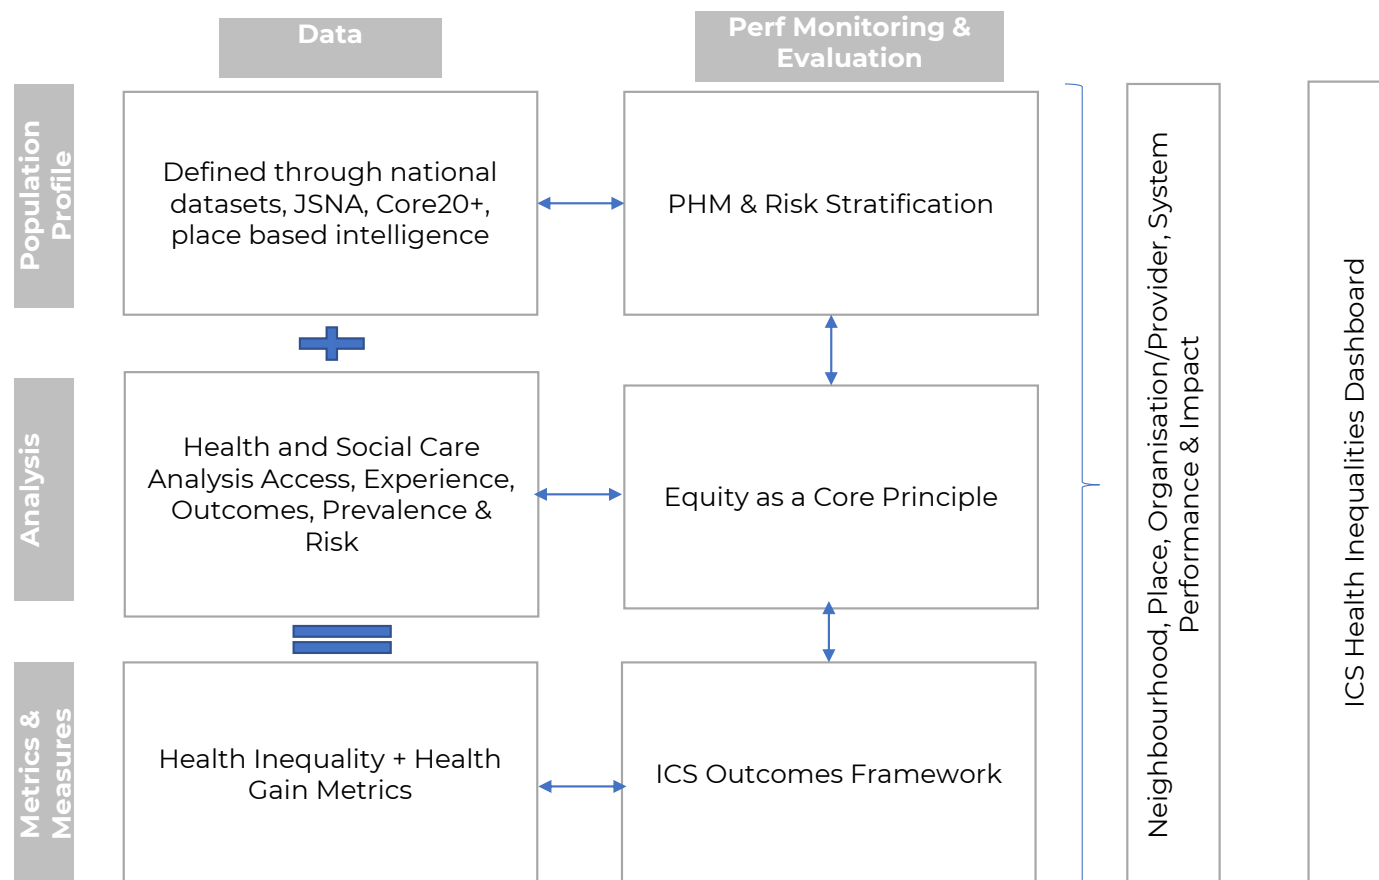 Data
Perf Monitoring &
Evaluation
Population
Profile
Defined through national
datasets, JSNA, Core20+,
place based intelligence
PHM & Risk Stratification
Analysis
Health and Social Care
Analysis Access, Experience,
Outcomes, Prevalence &
Risk
Equity as a Core Principle
Metrics &
Measures
Health Inequality + Health
Gain Metrics
ICS Outcomes Framework
Neighbourhood, Place, Organisation/Provider, System
Performance & Impact
ICS Health Inequalities Dashboard